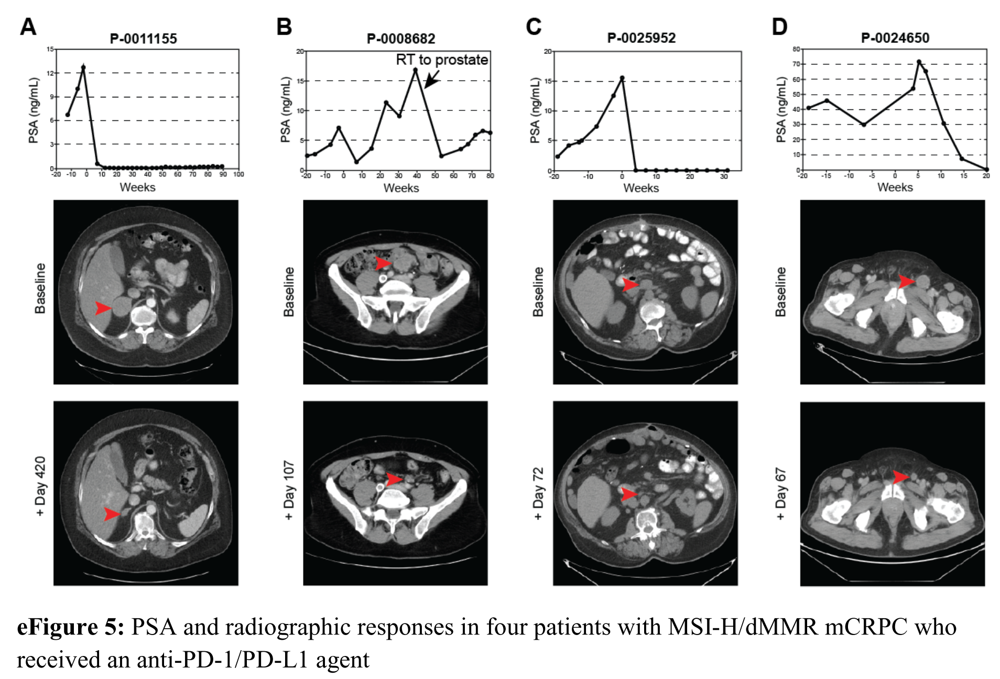 A
P-0011155
PSA (ng/mL)
15
12
9
6
3
0
-20 -10 0 10 20 30 40 50 60 70 80 90 100
Weeks
B
P-0008682
RT to prostate
PSA (ng/mL)
20
15
10
5
0
-20 -10 0 10 20 30 40 50 60 70 80
Weeks
C
P-0025952
PSA (ng/mL)
20
15
10
5
0
-20 -10 0 10 20 30
Weeks
D
P-0024650
PSA (ng/mL)
80
70
60
50
40
30
20
10
0
-20 -15 -10 -5 0 5 10 15 20
Weeks
Baseline
Baseline
Baseline
Baseline
+ Day 420
+ Day 107
+ Day 72
+ Day 67
eFigure 5: PSA and radiographic responses in four patients with MSI-H/dMMR mCRPC who
received an anti-PD-1/PD-L1 agent